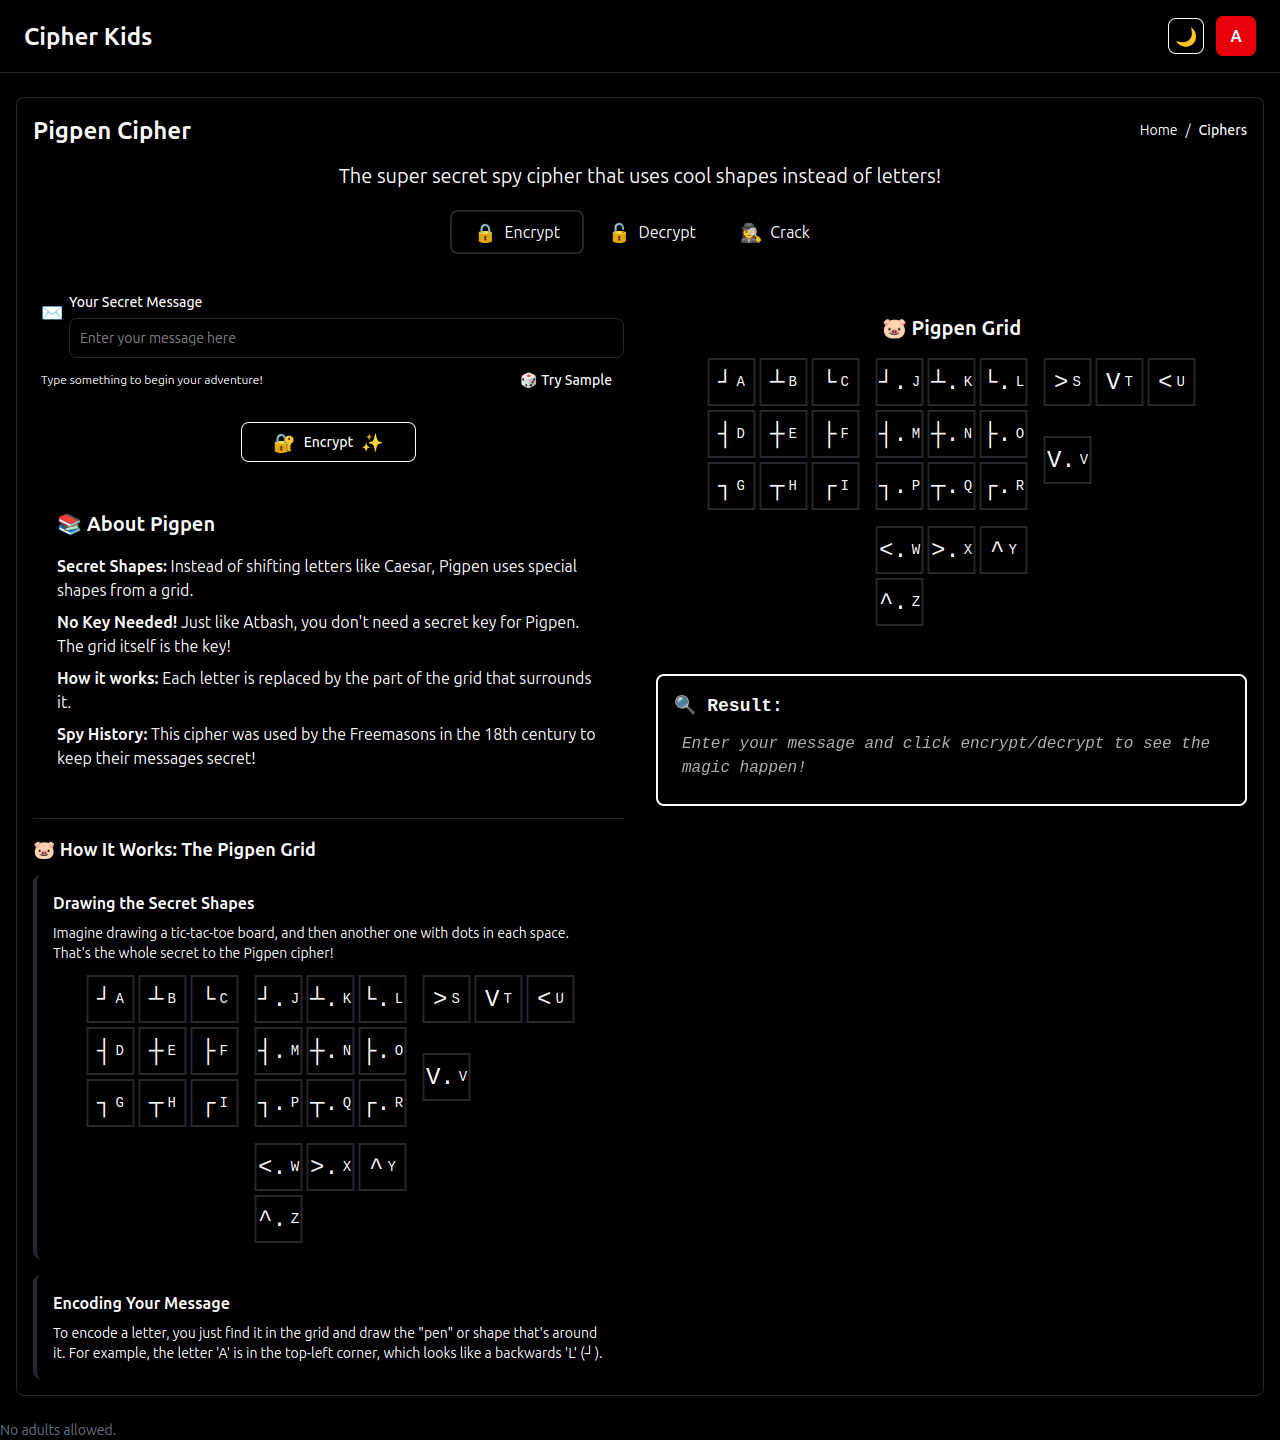 Cipher Kids
A
Pigpen Cipher
Home / Ciphers
The super secret spy cipher that uses cool shapes instead of letters!
Encrypt
Decrypt
Crack
Your Secret Message
Enter your message here
Type something to begin your adventure!
Try Sample
Encrypt
About Pigpen
Secret Shapes: Instead of shifting letters like Caesar, Pigpen uses special
shapes from a grid.
No Key Needed! Just like Atbash, you don't need a secret key for Pigpen.
The grid itself is the key!
How it works: Each letter is replaced by the part of the grid that surrounds
it.
Spy History: This cipher was used by the Freemasons in the 18th century to
keep their messages secret!
Pigpen Grid
┘ A ┴ B └ C ┘. J ┴. K └. L > S V T < U
┤ D ┼ E ├ F ┤. M ┼. N ├. O
V. V
┐ G ┬ H ┌ I ┐. P ┬. Q ┌. R
<. W >. X ^ Y
^. Z
Result:
Enter your message and click encrypt/decrypt to see the
magic happen!
How It Works: The Pigpen Grid
Drawing the Secret Shapes
Imagine drawing a tic-tac-toe board, and then another one with dots in each space.
That's the whole secret to the Pigpen cipher!
┘ A ┴ B └ C ┘. J ┴. K └. L > S V T < U
┤ D ┼ E ├ F ┤. M ┼. N ├. O
V. V
┐ G ┬ H ┌ I ┐. P ┬. Q ┌. R
<. W >. X ^ Y
^. Z
Encoding Your Message
To encode a letter, you just find it in the grid and draw the "pen" or shape that's around
it. For example, the letter 'A' is in the top-left corner, which looks like a backwards 'L' (┘).
No adults allowed.